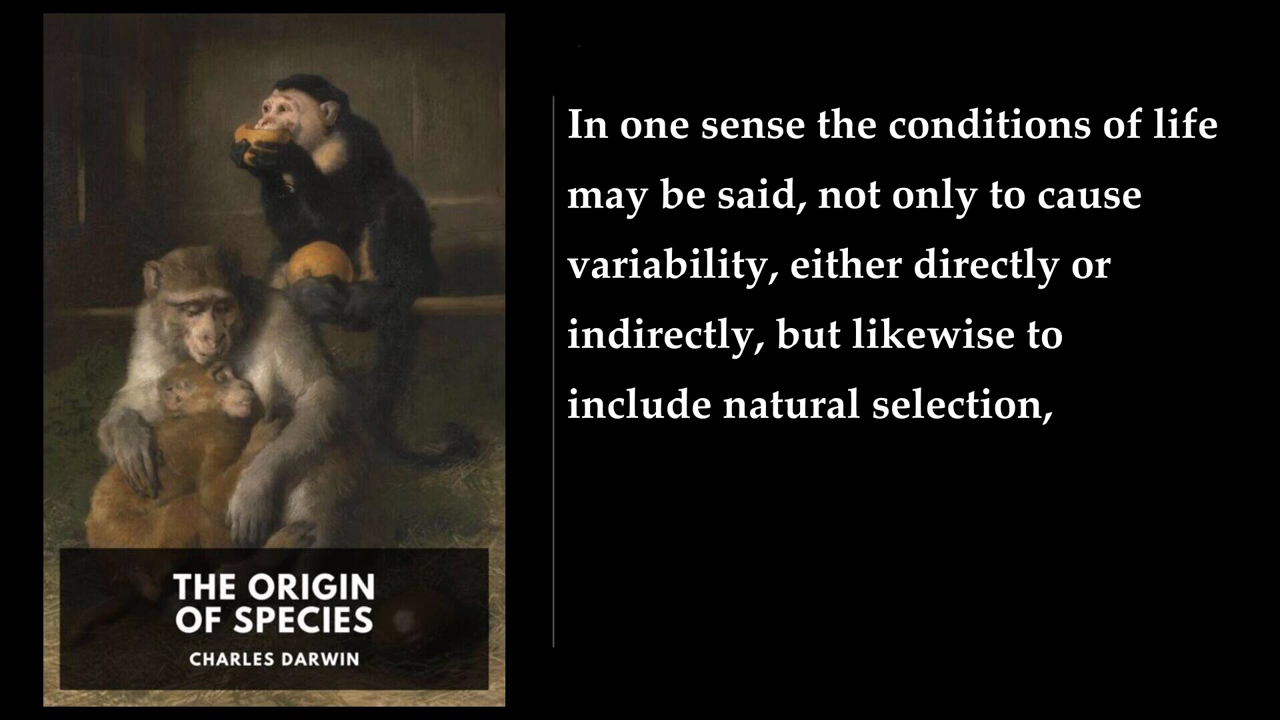 In one sense the conditions of life
may be said, not only to cause
variability, either directly or
indirectly, but likewise to
include natural selection,
THE ORIGIN
OF SPECIES
CHARLES DARWIN